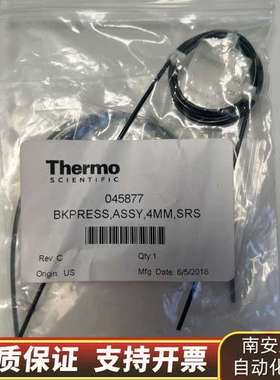 Thermo
SCIENTIFIC
045877
BKPRESS,ASSY,4MM,SRS
Rev: C
Qty:1
Origin: US
Mfg. Date: 6/5/2016
质保证 支持开票
南安
自动化